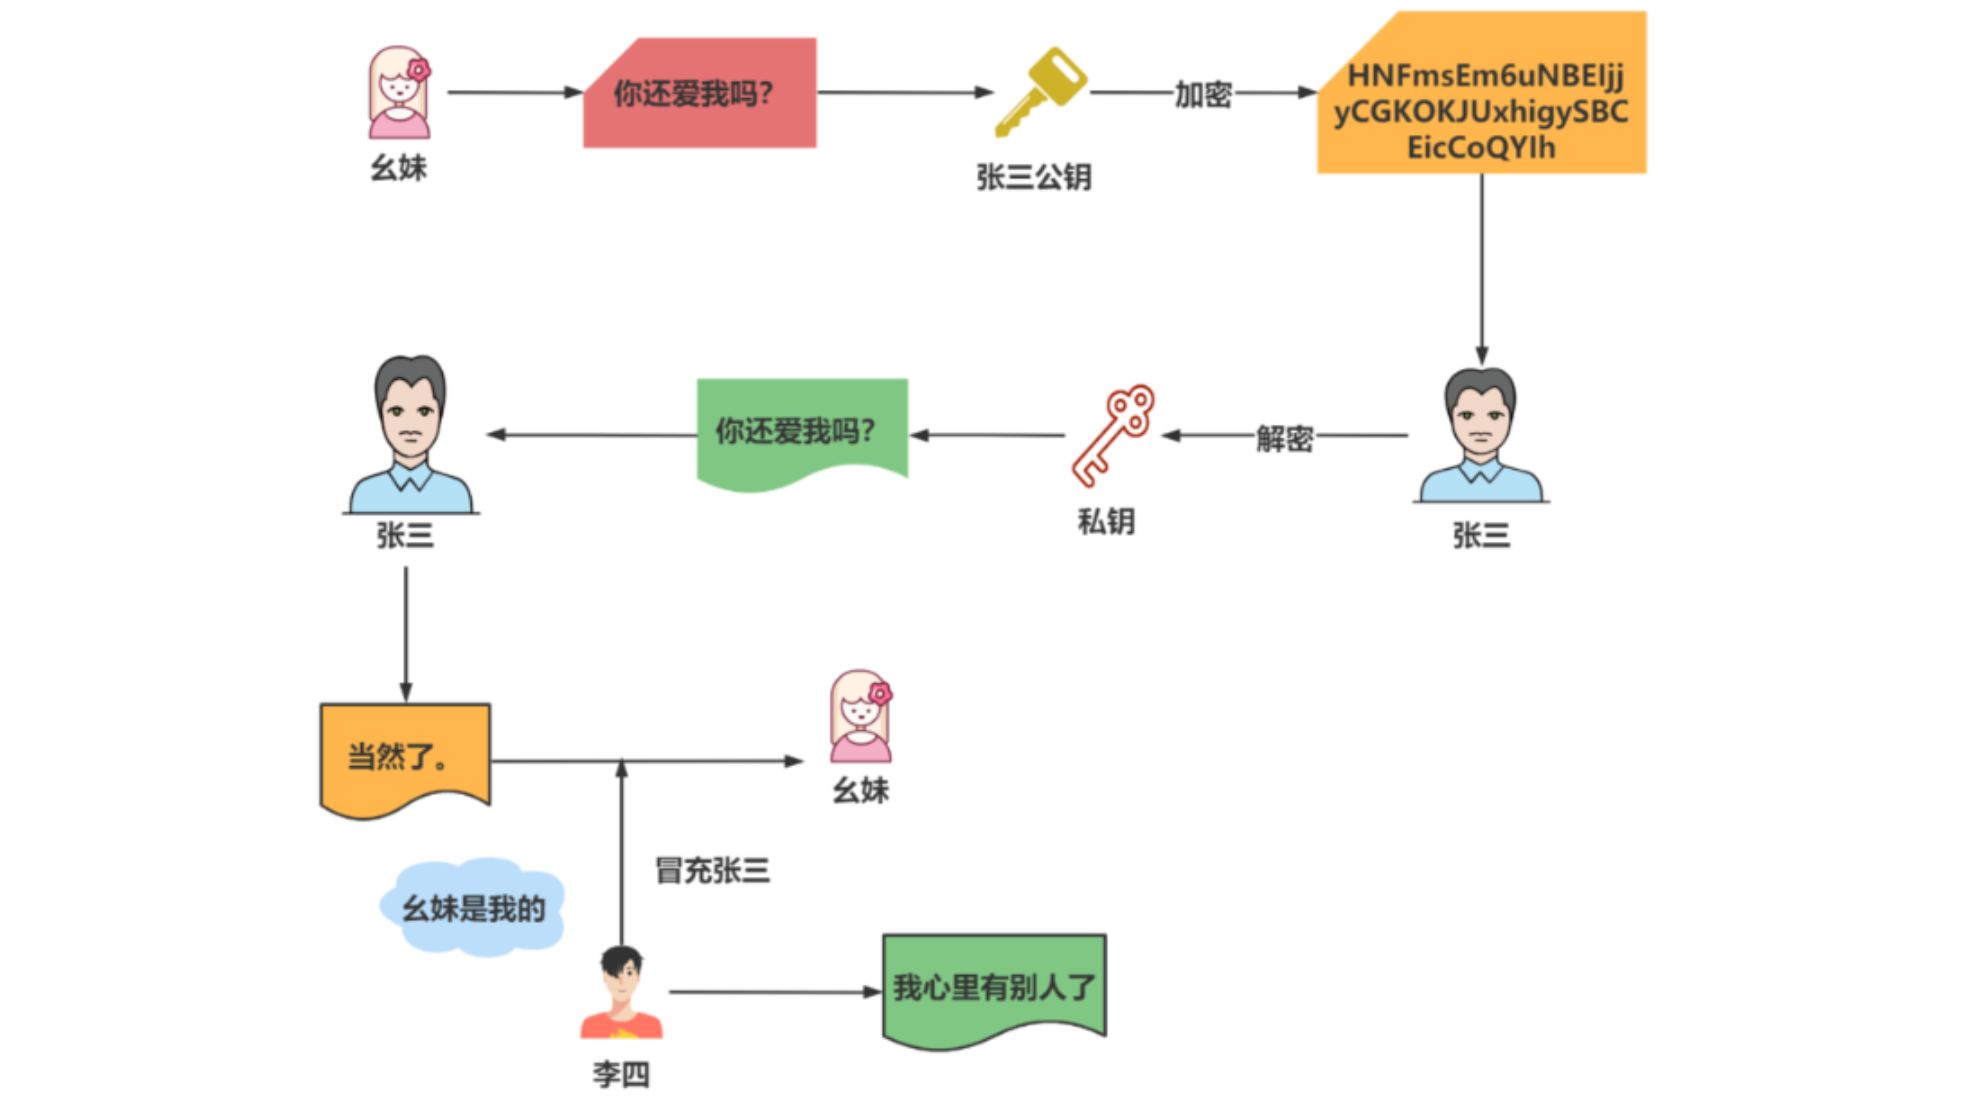 你还爱我吗?
加密
HNFmsEm6uNBEIjj
yCGKOKJUxhigySBC
EicCoQYIh
幺妹
张三公钥
你还爱我吗?
解密
私钥
张三
张三
当然了。
幺妹
冒充张三
幺妹是我的
我心里有别人了
李四